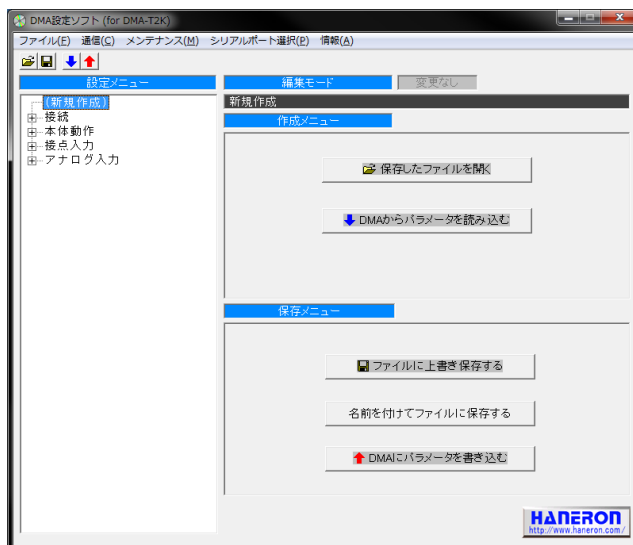 DMA設定ソフト (for DMA-T2K)
ファイル(F) 通信(C) メンテナンス(M) シリアルポート選択(P) 情報(A)
設定メニュー
編集モード
変更なし
(新規作成)
接続
本体動作
接点入力
アナログ入力
新規作成
作成メニュー
保存したファイルを開く
DMAからパラメータを読み込む
保存メニュー
ファイルに上書き保存する
名前を付けてファイルに保存する
DMAにパラメータを書き込む
HANERON
http://www.haneron.com/